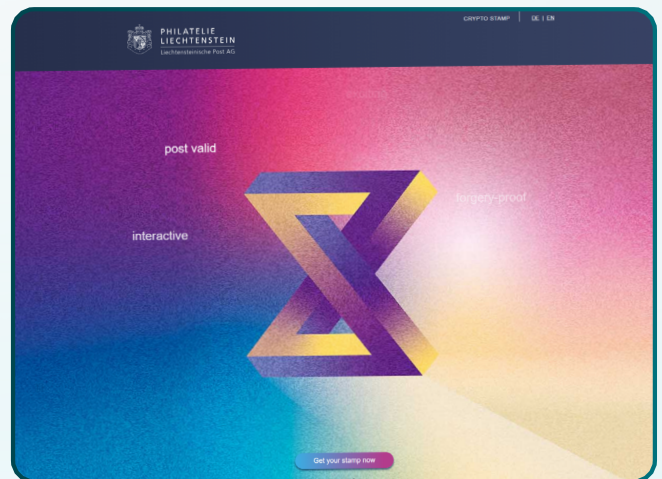 CRYPTO STAMP | DE | EN
PHILATELIE
LIECHTENSTEIN
Liechtensteinische Post AG
post valid
forgery-proof
interactive
Get your stamp now